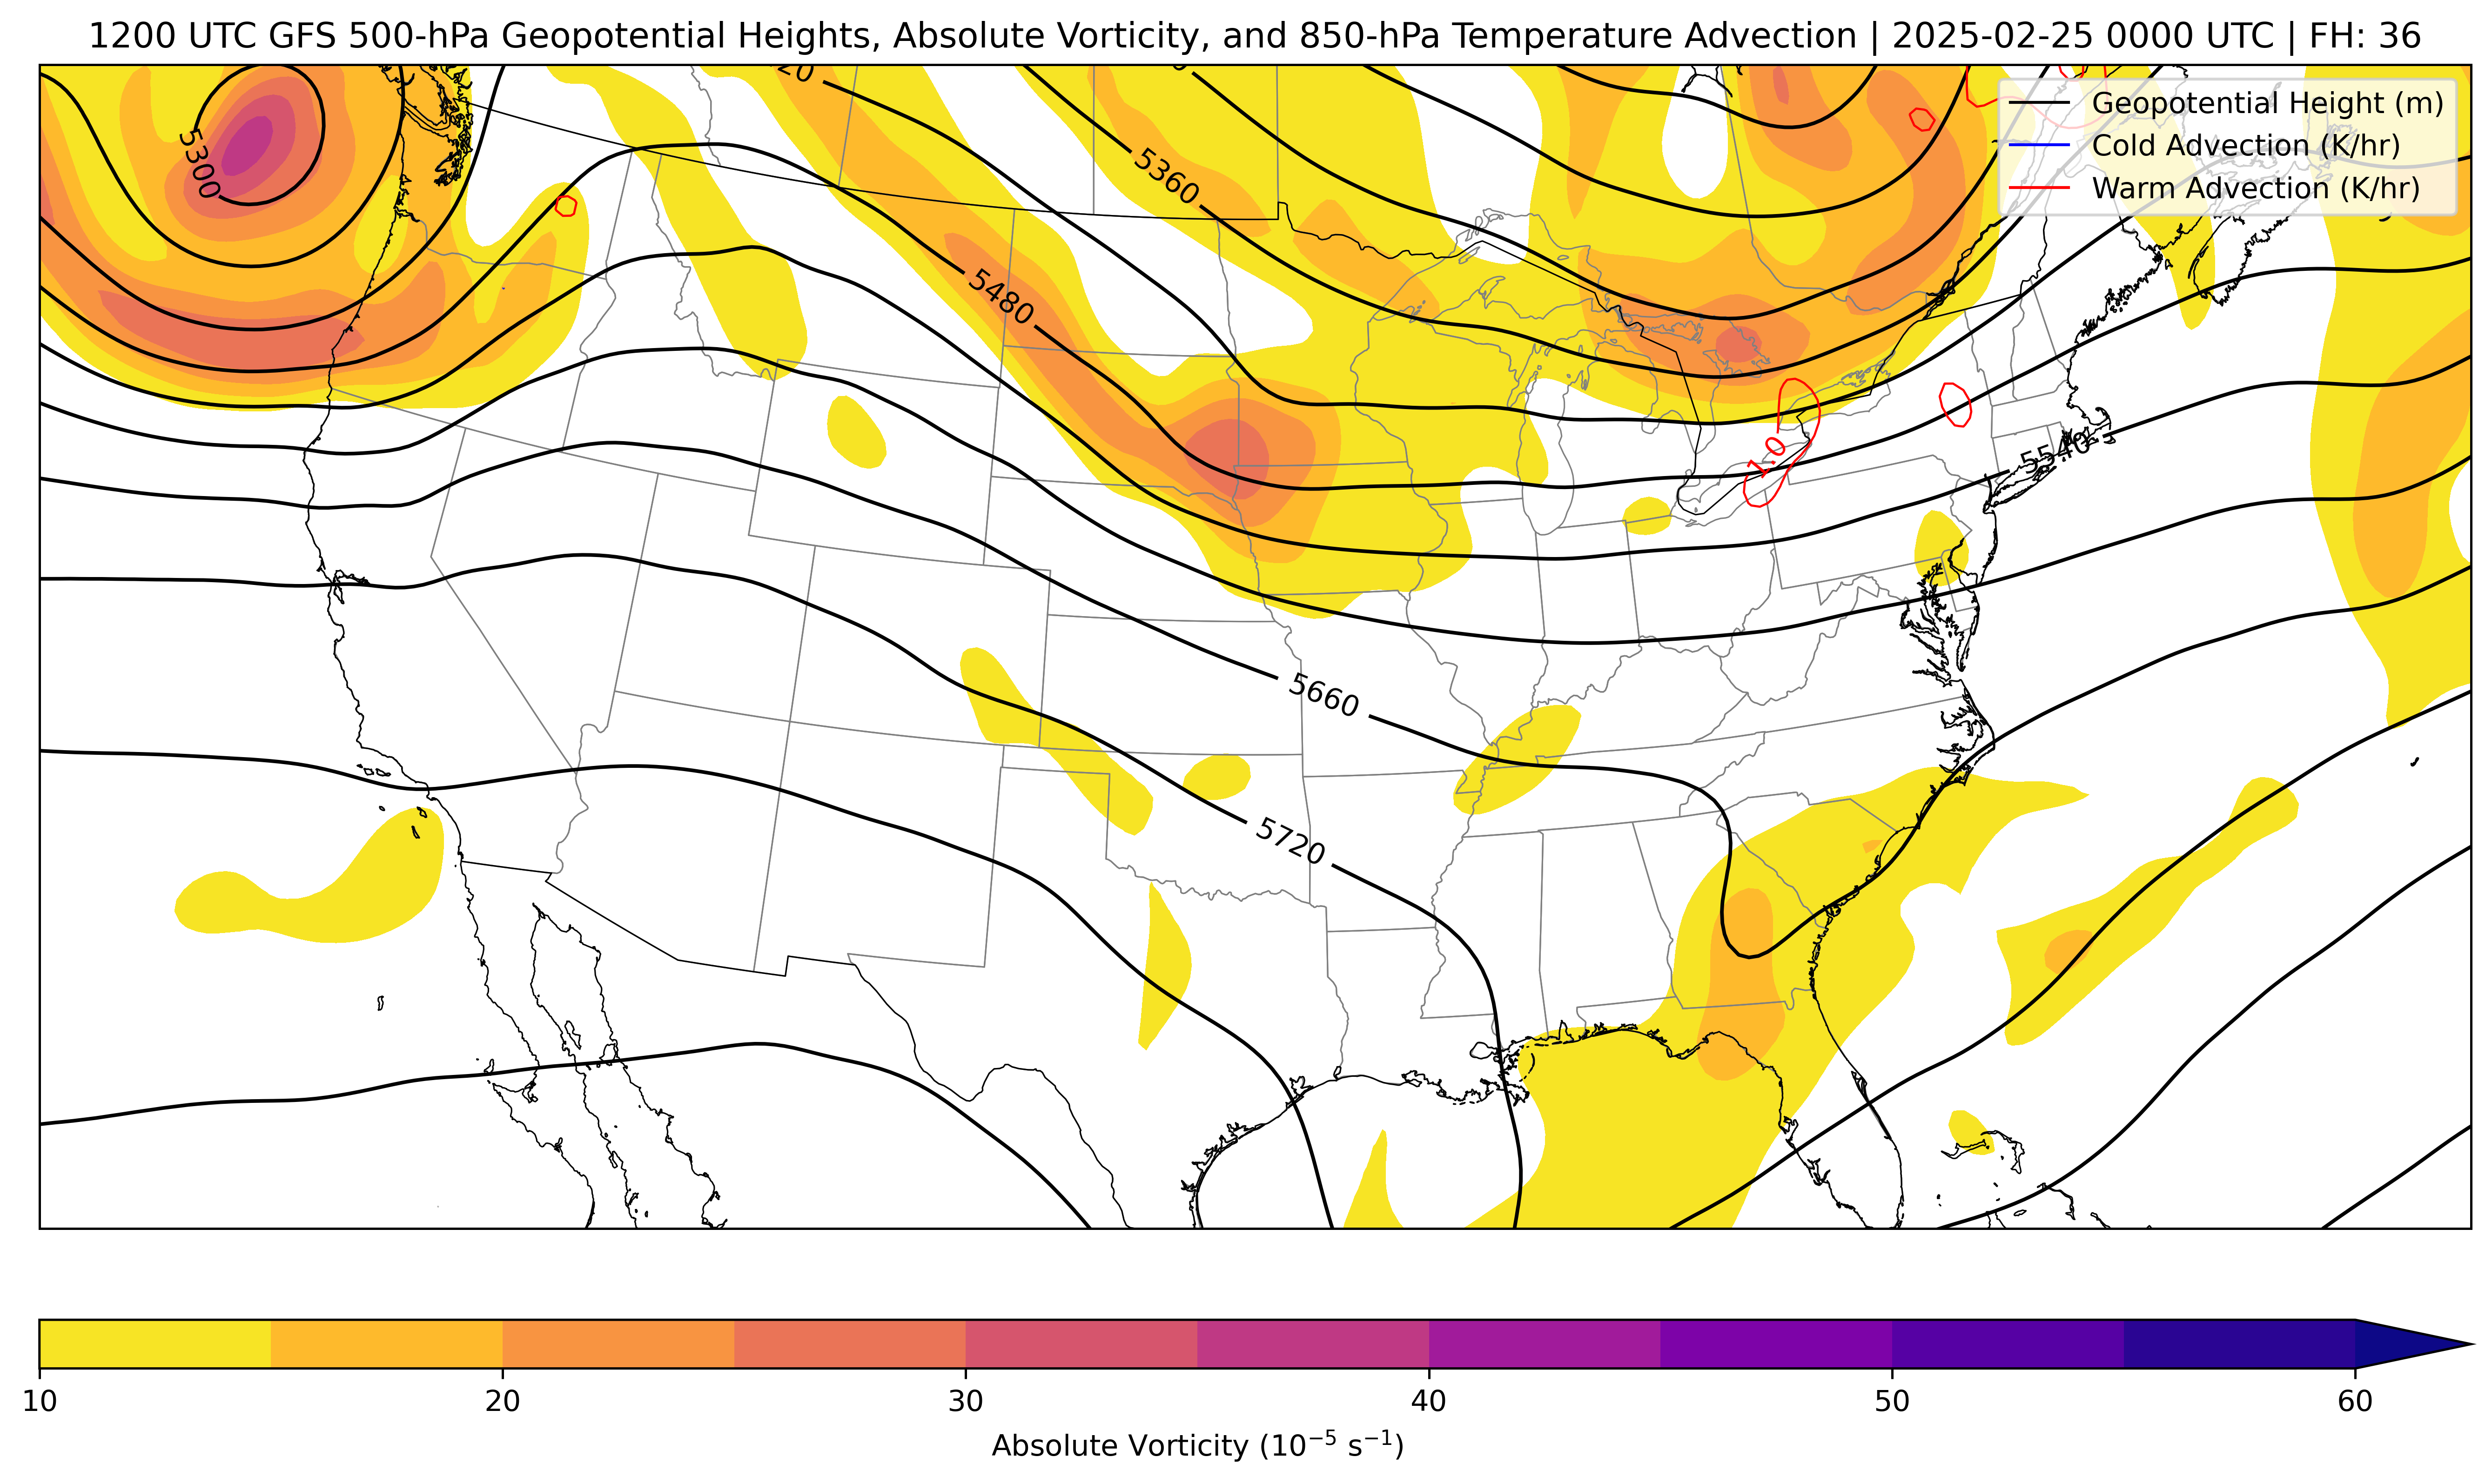 1200 UTC GFS 500-hPa Geopotential Heights, Absolute Vorticity, and 850-hPa Temperature Advection | 2025-02-25 0000 UTC | FH: 36
Geopotential Height (m)
Cold Advection (K/hr)
Warm Advection (K/hr)
5300
5360
5480
1.0
5540
5660
5720
10
20
30
40
50
60
Absolute Vorticity (10⁻⁵ s⁻¹)